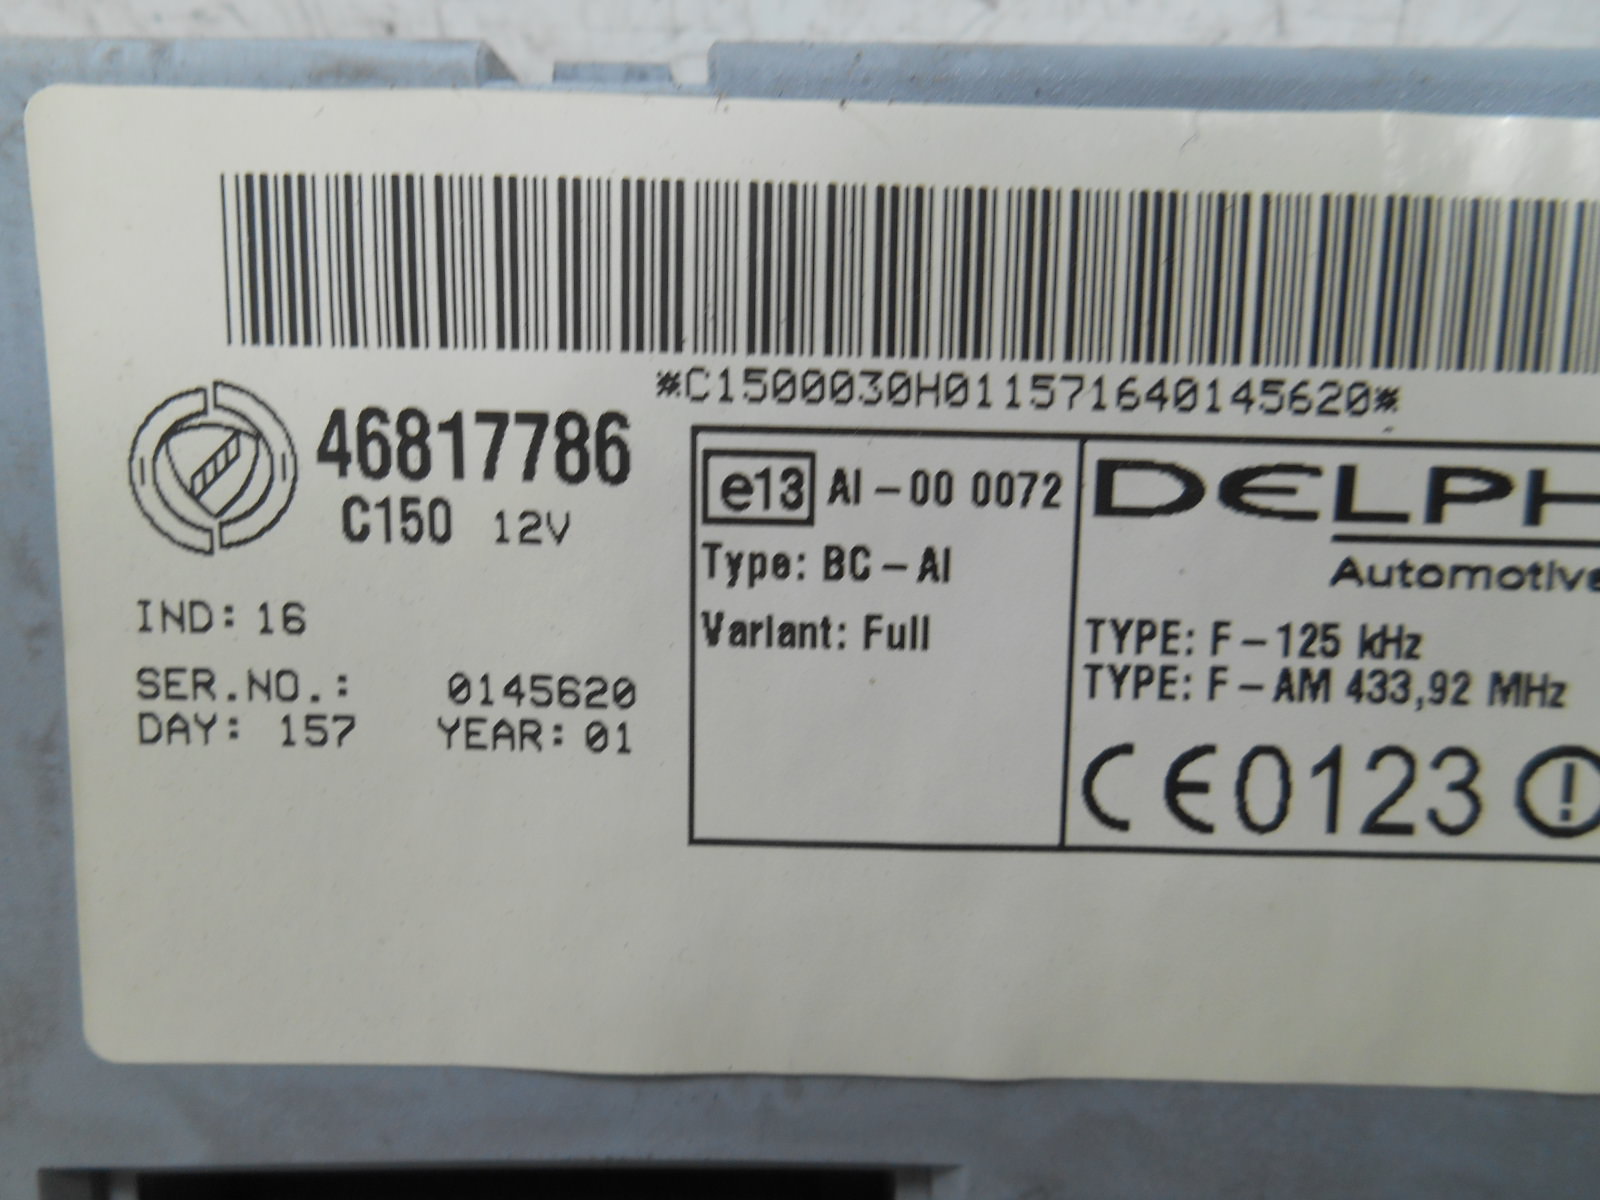 *C1500030H011571640145620*
46817786
C150 12V
IND: 16
SER.NO.: 0145620
DAY: 157 YEAR: 01
e13 AI-00 0072
Type: BC-AI
Variant: Full
DELPH
Automotive
TYPE: F-125 kHz
TYPE: F-AM 433,92 MHz
CE0123 !